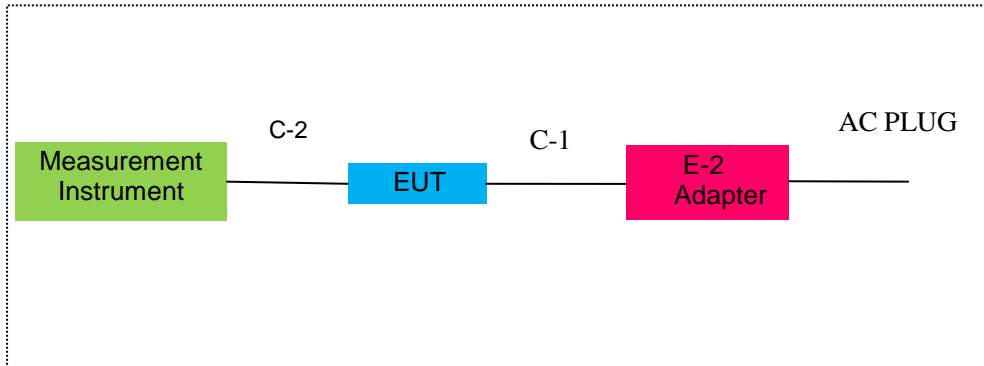 C-2
C-1
AC PLUG
Measurement
Instrument
EUT
E-2
Adapter